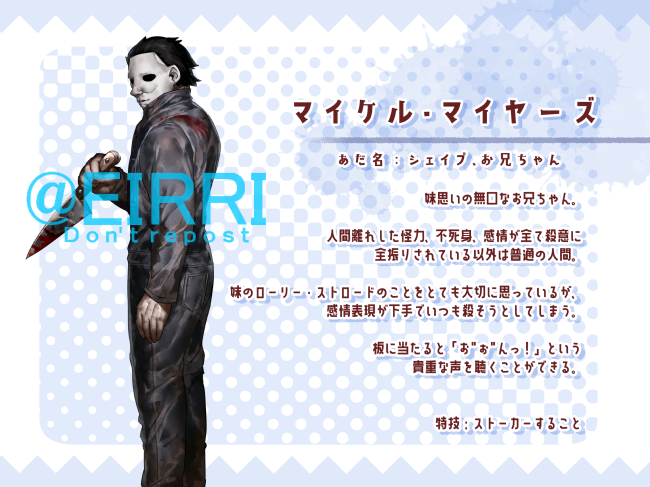 マイケル・マイヤーズ
あだ名：シェイプ、お兄ちゃん
妹思いの無口なお兄ちゃん。
人間離れした怪力、不死身、感情が全て殺意に
全振りされている以外は普通の人間。
妹のローリー・ストロードのことをとても大切に思っているが、
感情表現が下手でいつも殺そうとしてしまう。
板に当たると「お"ぉ"んっ！」という
貴重な声を聴くことができる。
特技：ストーカーすること
@EIRRI
Don't repost